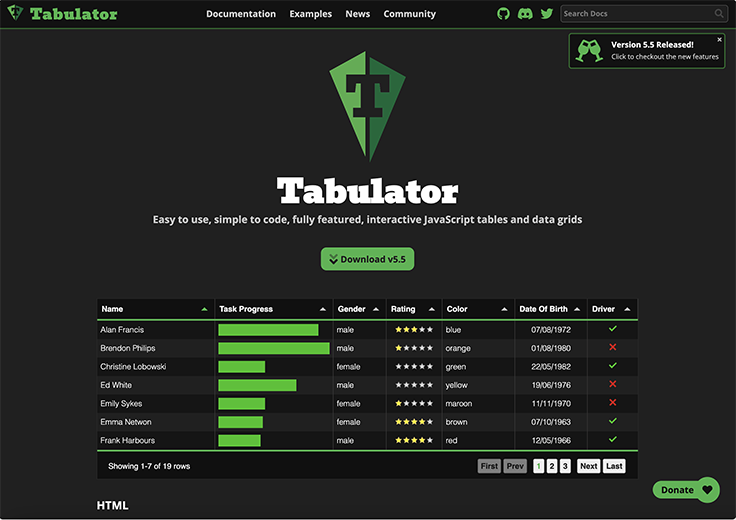 Tabulator
Documentation Examples News Community
Search Docs
Version 5.5 Released!
Click to checkout the new features
T
Tabulator
Easy to use, simple to code, fully featured, interactive JavaScript tables and data grids
Download v5.5
Name Task Progress Gender Rating Color Date Of Birth Driver
Alan Francis male blue 07/08/1972
Brendon Philips male orange 01/08/1980
Christine Lobowski female green 22/05/1982
Ed White male yellow 19/06/1976
Emily Sykes female maroon 11/11/1970
Emma Netwon female brown 07/10/1963
Frank Harbours male red 12/05/1966
Showing 1-7 of 19 rows First Prev 1 2 3 Next Last
Donate
HTML